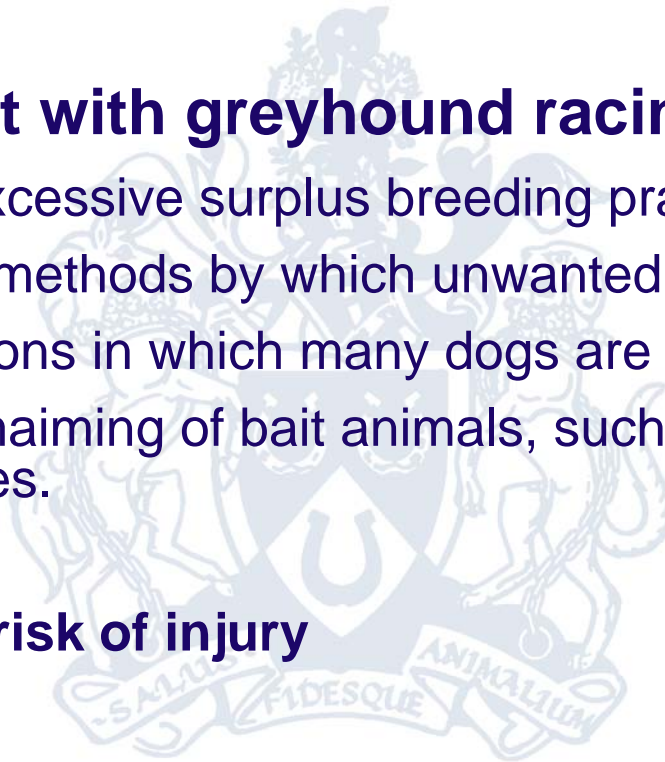 t with greyhound racin
xcessive surplus breeding pra
methods by which unwanted
ons in which many dogs are
naiming of bait animals, such
es.
risk of injury
SALUS FIDESQUE ANIMALIUM